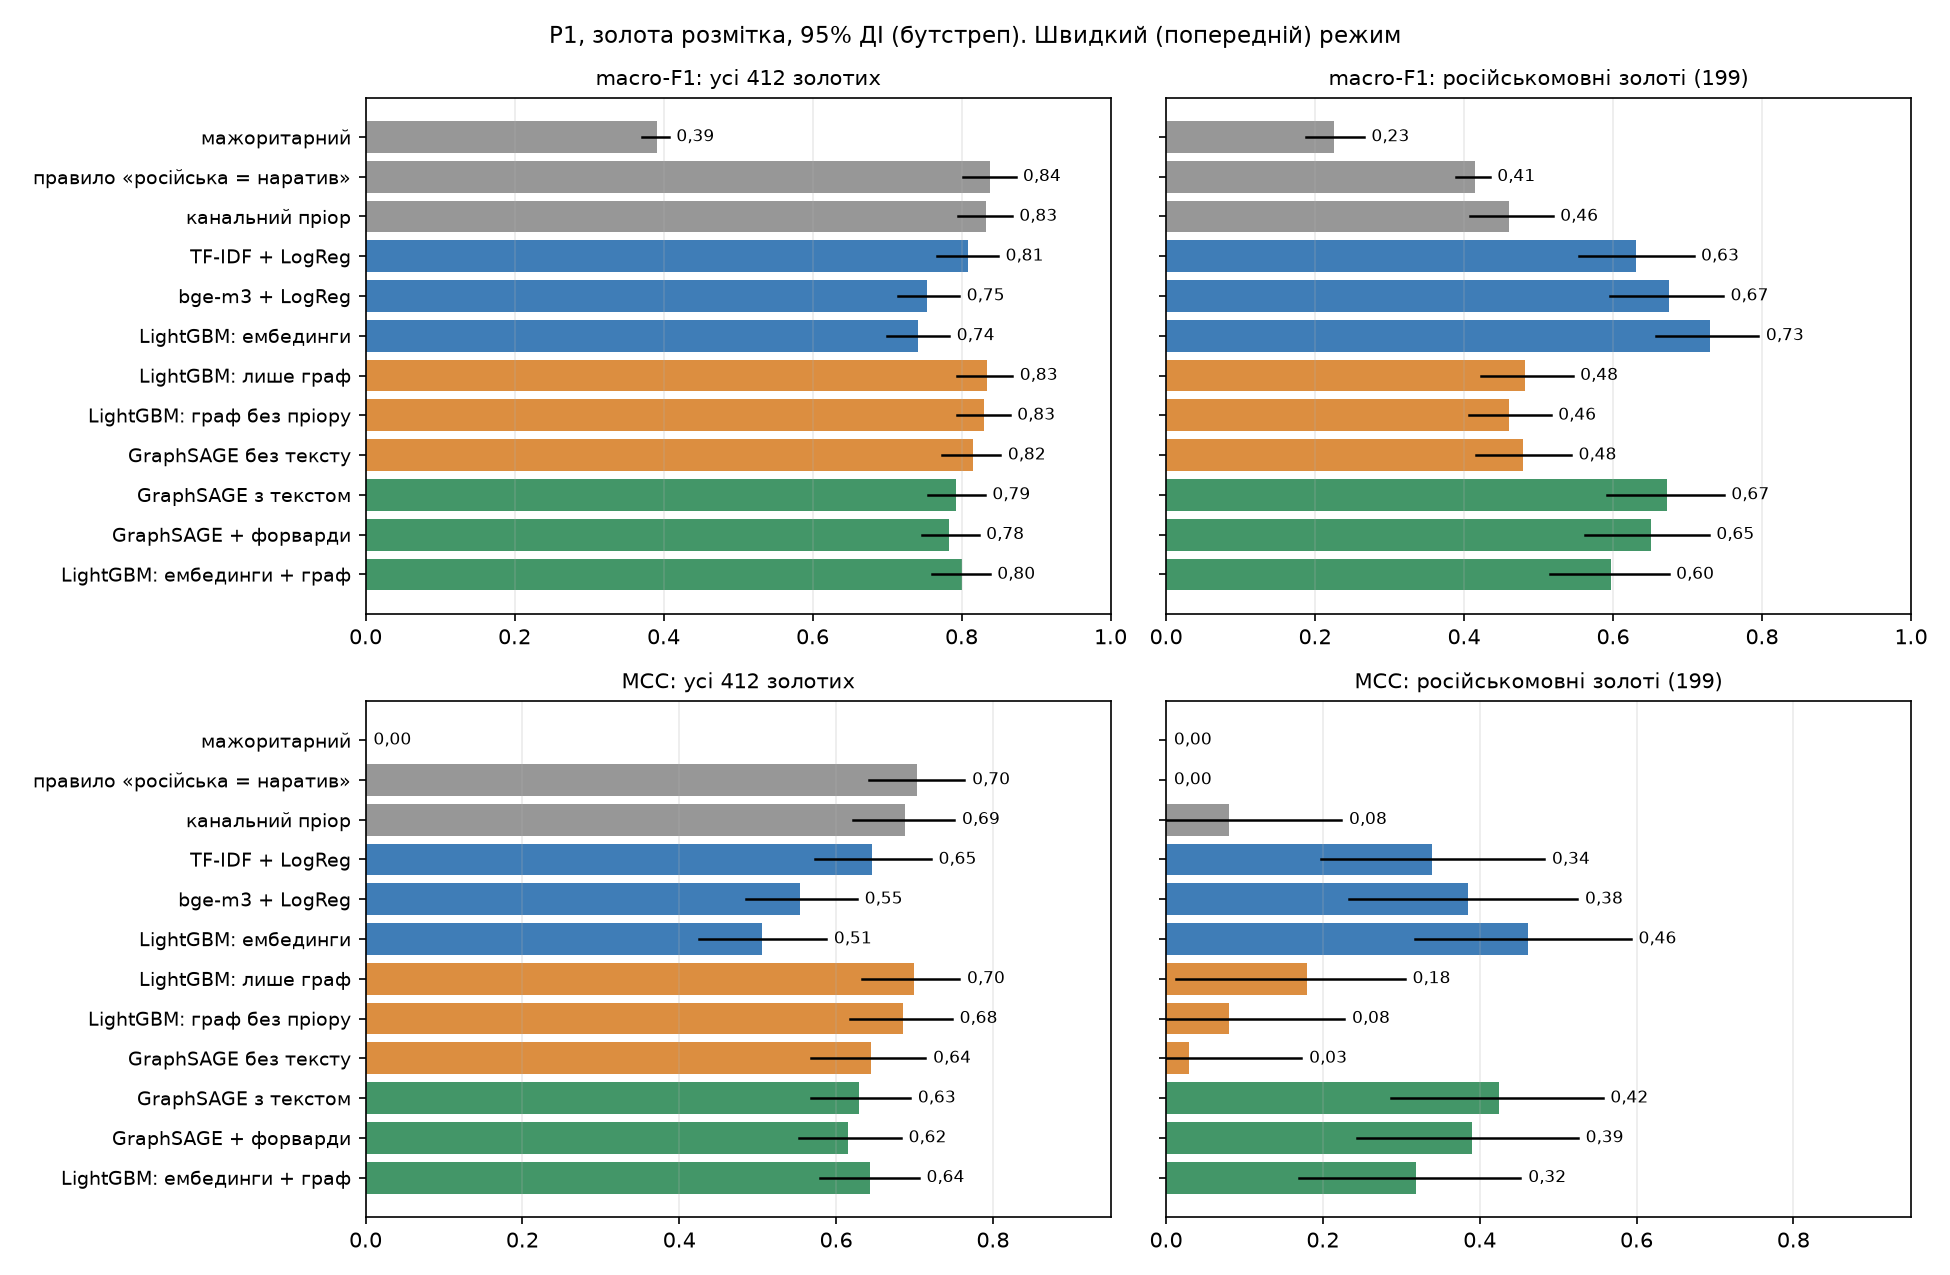 P1, золота розмітка, 95% ДІ (бутстреп). Швидкий (попередній) режим
macro-F1: усі 412 золотих
мажоритарний 0,39
правило «російська = наратив» 0,84
канальний пріор 0,83
TF-IDF + LogReg 0,81
bge-m3 + LogReg 0,75
LightGBM: ембединги 0,74
LightGBM: лише граф 0,83
LightGBM: граф без пріору 0,83
GraphSAGE без тексту 0,82
GraphSAGE з текстом 0,79
GraphSAGE + форварди 0,78
LightGBM: ембединги + граф 0,80
0.0 0.2 0.4 0.6 0.8 1.0
macro-F1: російськомовні золоті (199)
0,23
0,41
0,46
0,63
0,67
0,73
0,48
0,46
0,48
0,67
0,65
0,60
0.0 0.2 0.4 0.6 0.8 1.0
MCC: усі 412 золотих
мажоритарний 0,00
правило «російська = наратив» 0,70
канальний пріор 0,69
TF-IDF + LogReg 0,65
bge-m3 + LogReg 0,55
LightGBM: ембединги 0,51
LightGBM: лише граф 0,70
LightGBM: граф без пріору 0,68
GraphSAGE без тексту 0,64
GraphSAGE з текстом 0,63
GraphSAGE + форварди 0,62
LightGBM: ембединги + граф 0,64
0.0 0.2 0.4 0.6 0.8
MCC: російськомовні золоті (199)
0,00
0,00
0,08
0,34
0,38
0,46
0,18
0,08
0,03
0,42
0,39
0,32
0.0 0.2 0.4 0.6 0.8